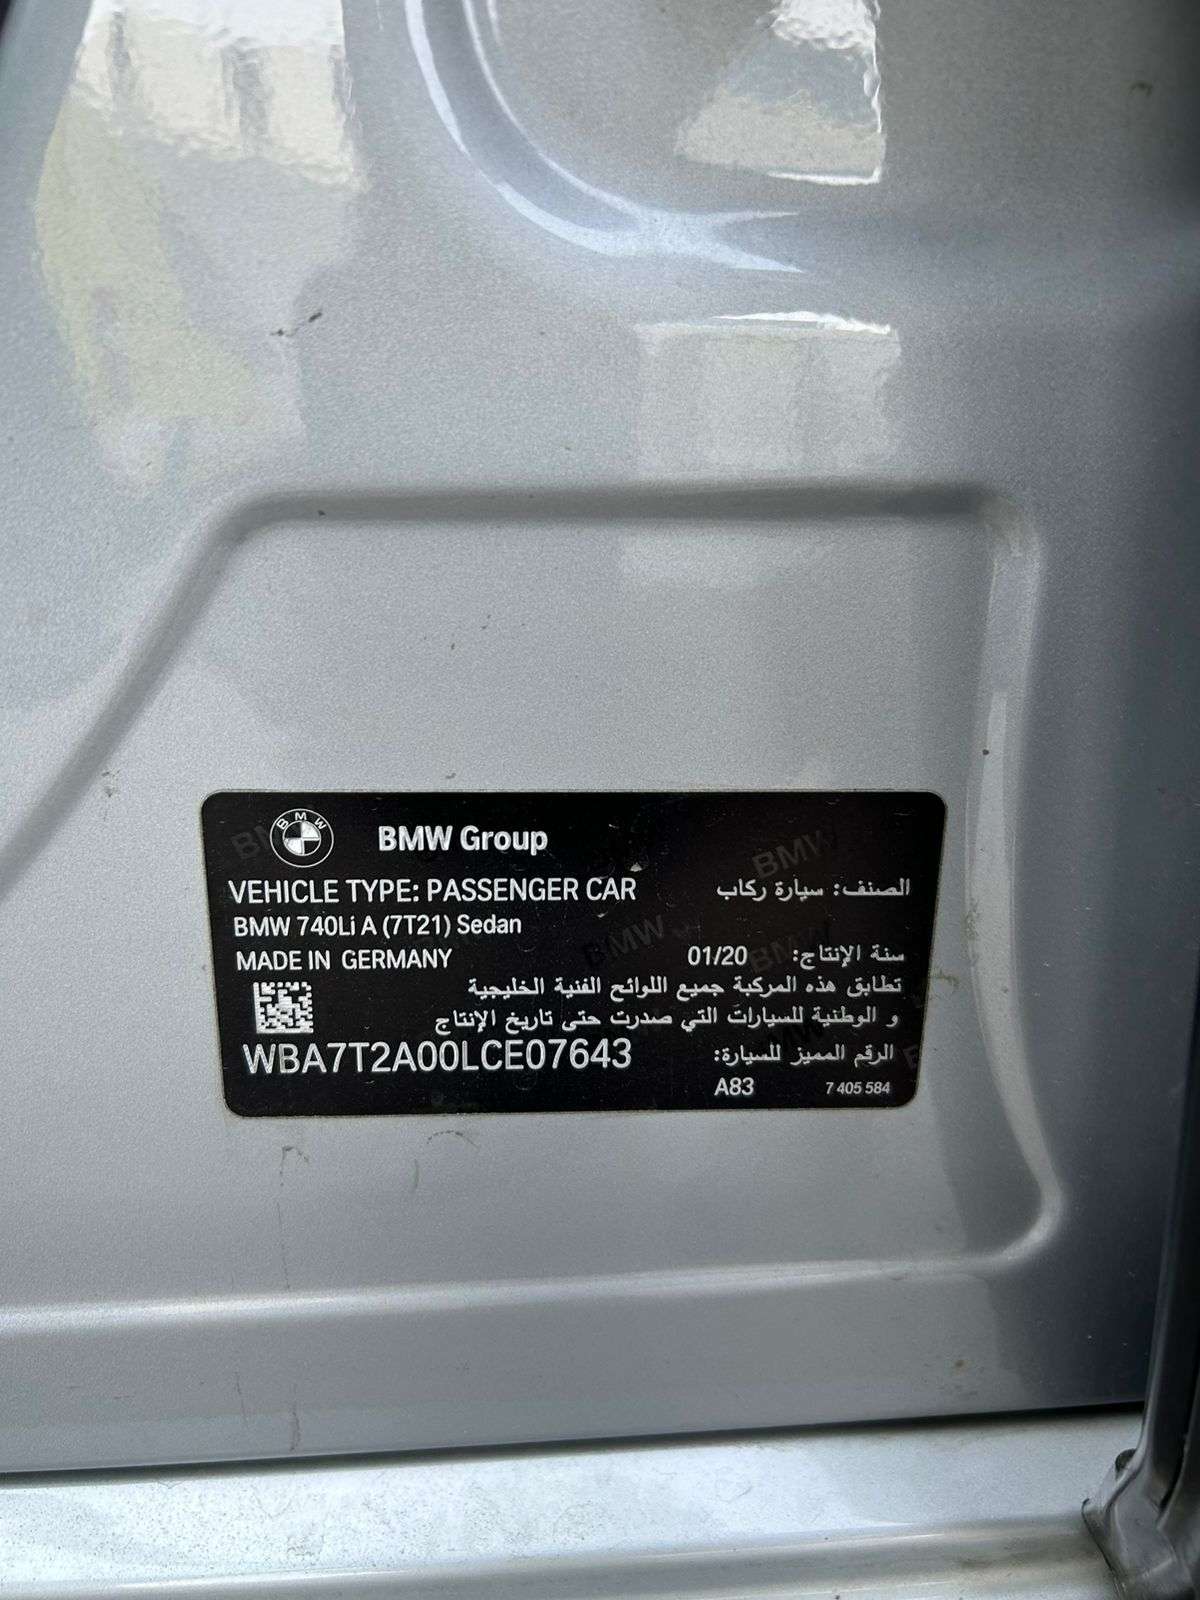 BMW
BMW Group
VEHICLE TYPE: PASSENGER CAR الصنف: سيارة ركاب
BMW 740Li A (7T21) Sedan
MADE IN GERMANY 01/20 سنة الإنتاج:
تطابق هذه المركبة جميع اللوائح الفنية الخليجية
و الوطنية للسيارات التي صدرت حتى تاريخ الإنتاج
WBA7T2A00LCE07643 الرقم المميز للسيارة:
A83 7 405 584